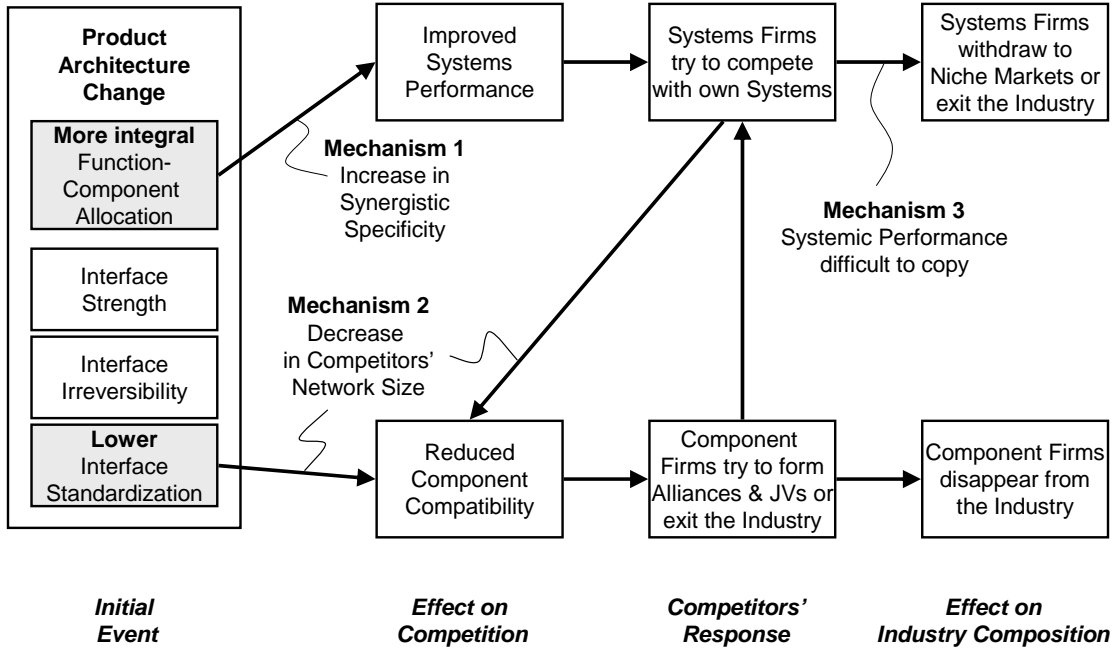 Product
Architecture
Change
More integral
Function-
Component
Allocation
Interface
Strength
Interface
Irreversibility
Lower
Interface
Standardization
Improved
Systems
Performance
Mechanism 1
Increase in
Synergistic
Specificity
Mechanism 2
Decrease
in Competitors’
Network Size
Reduced
Component
Compatibility
Systems Firms
try to compete
with own Systems
Component
Firms try to form
Alliances & JVs or
exit the Industry
Mechanism 3
Systemic Performance
difficult to copy
Systems Firms
withdraw to
Niche Markets or
exit the Industry
Component Firms
disappear from
the Industry
Initial
Event
Effect on
Competition
Competitors’
Response
Effect on
Industry Composition